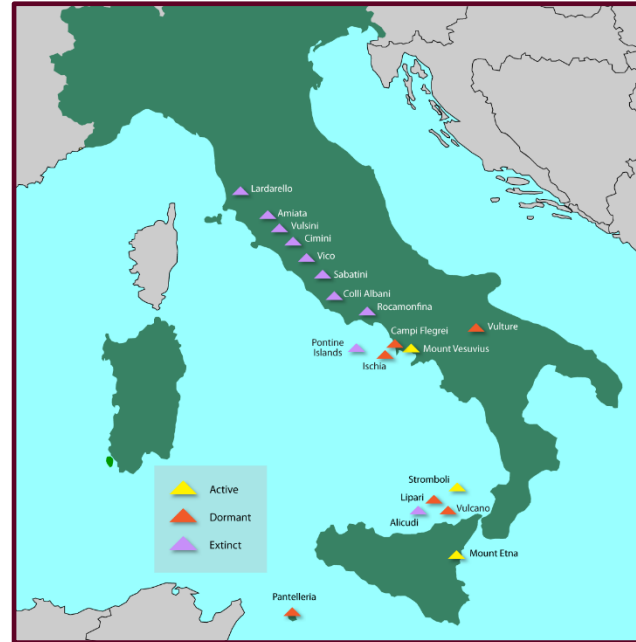 Lardarello
Amiata
Vulsini
Cimini
Vico
Sabatini
Colli Albani
Rocamonfina
Campi Flegrei
Vulture
Pontine
Islands
Mount Vesuvius
Ischia
Stromboli
Lipari
Vulcano
Alicudi
Active
Dormant
Extinct
Mount Etna
Pantelleria